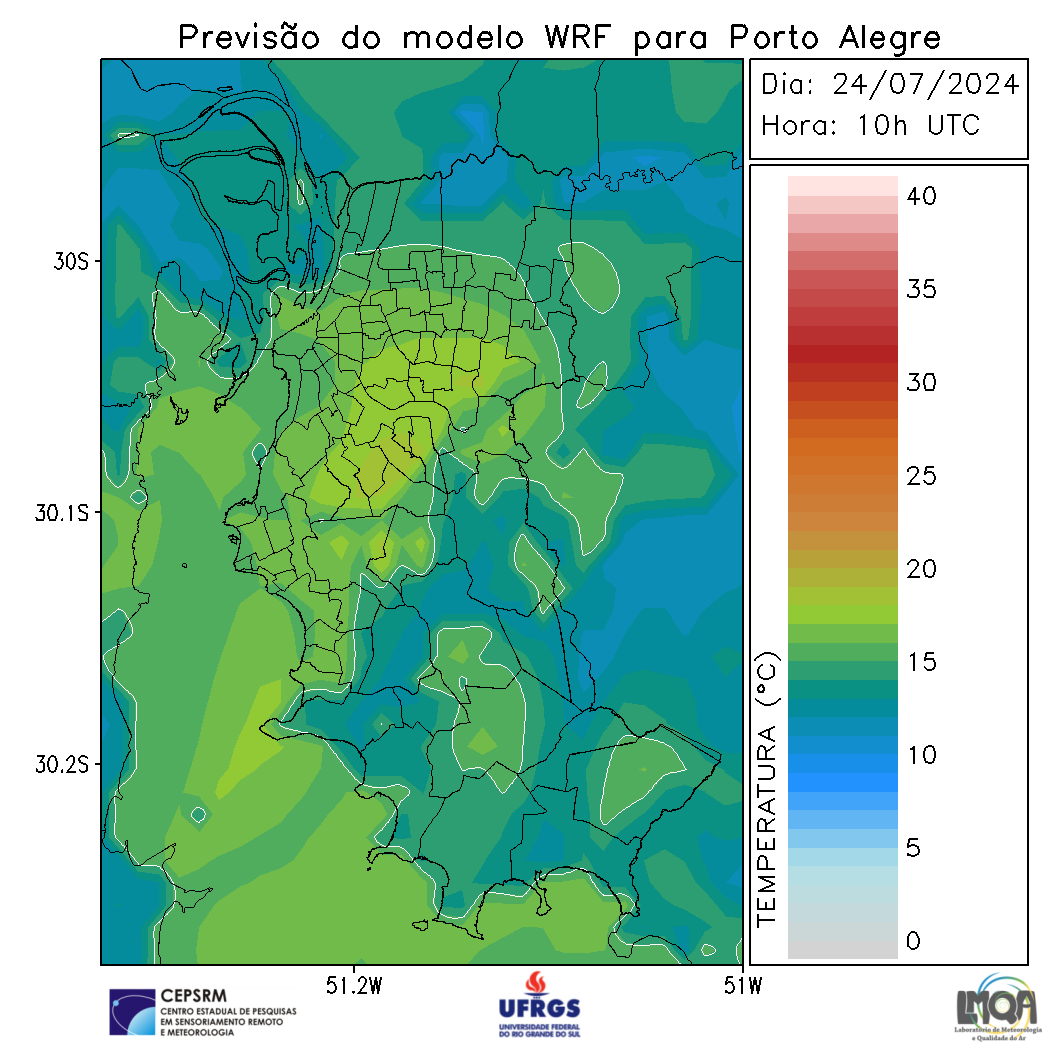 Previsão do modelo WRF para Porto Alegre
Dia: 24/07/2024
Hora: 10h UTC
30S
30.1S
30.2S
51.2W
51W
TEMPERATURA (°C)
40
35
30
25
20
15
10
5
0
CEPSRM
CENTRO ESTADUAL DE PESQUISAS
EM SENSORIAMENTO REMOTO
E METEOROLOGIA
UFRGS
UNIVERSIDADE FEDERAL
DO RIO GRANDE DO SUL
LMQA
Laboratório de Meteorologia
e Qualidade do Ar